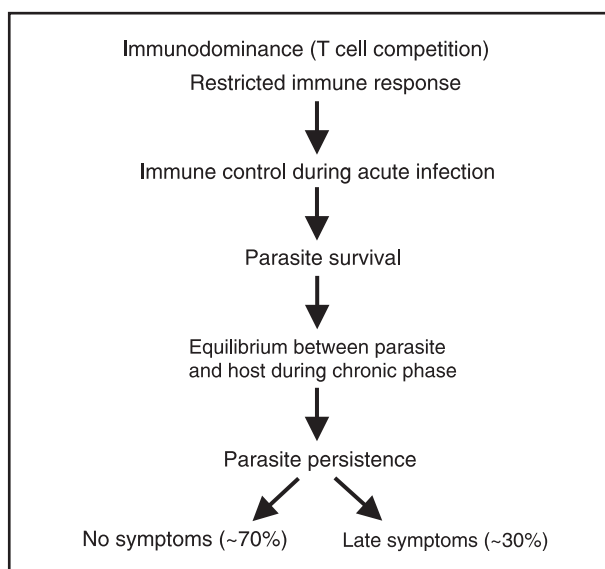 Immunodominance (T cell competition)
Restricted immune response
Immune control during acute infection
Parasite survival
Equilibrium between parasite
and host during chronic phase
Parasite persistence
No symptoms (~70%) Late symptoms (~30%)